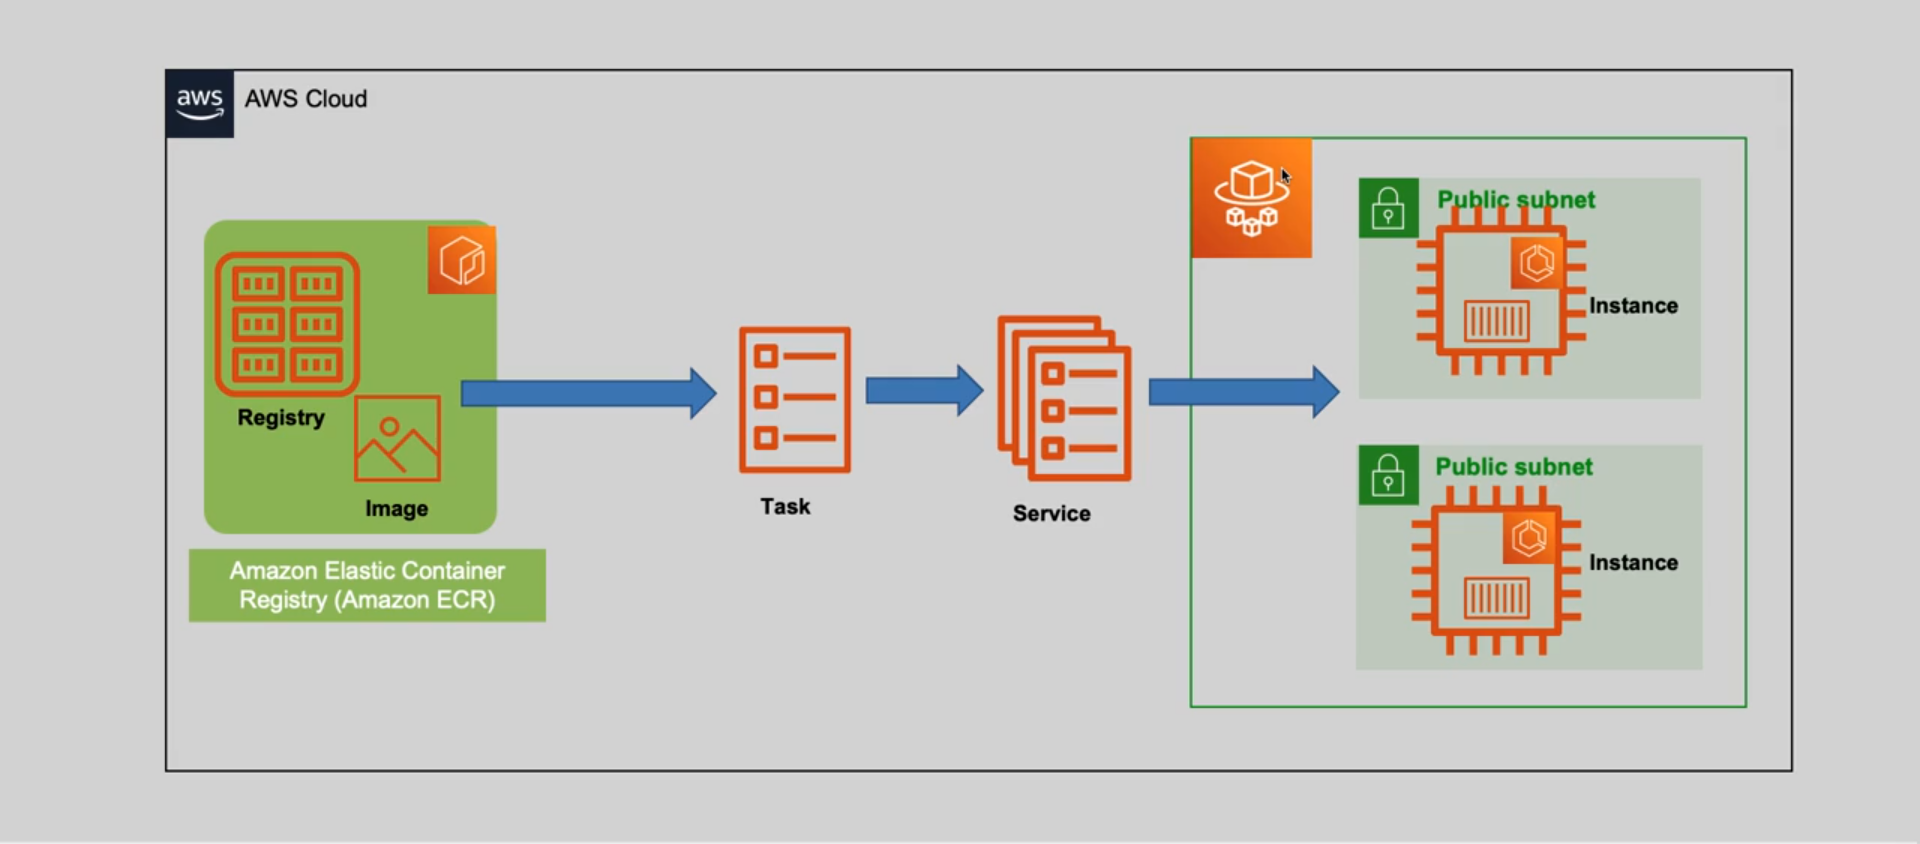 aws
AWS Cloud
Registry
Image
Amazon Elastic Container
Registry (Amazon ECR)
Task
Service
Public subnet
Instance
Public subnet
Instance